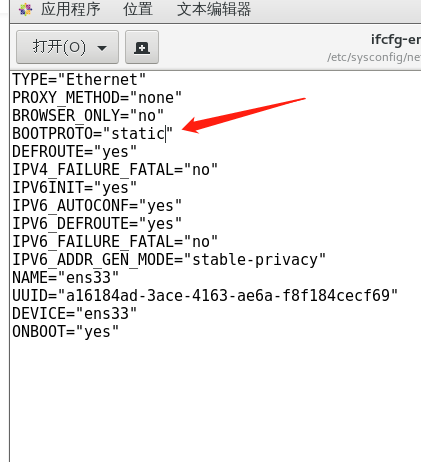 应用程序 位置 文本编辑器
打开(O)
ifcfg-en
/etc/sysconfig/ne
TYPE="Ethernet"
PROXY_METHOD="none"
BROWSER_ONLY="no"
BOOTPROTO="static"
DEFROUTE="yes"
IPV4_FAILURE_FATAL="no"
IPV6INIT="yes"
IPV6_AUTOCONF="yes"
IPV6_DEFROUTE="yes"
IPV6_FAILURE_FATAL="no"
IPV6_ADDR_GEN_MODE="stable-privacy"
NAME="ens33"
UUID="a16184ad-3ace-4163-ae6a-f8f184cecf69"
DEVICE="ens33"
ONBOOT="yes"